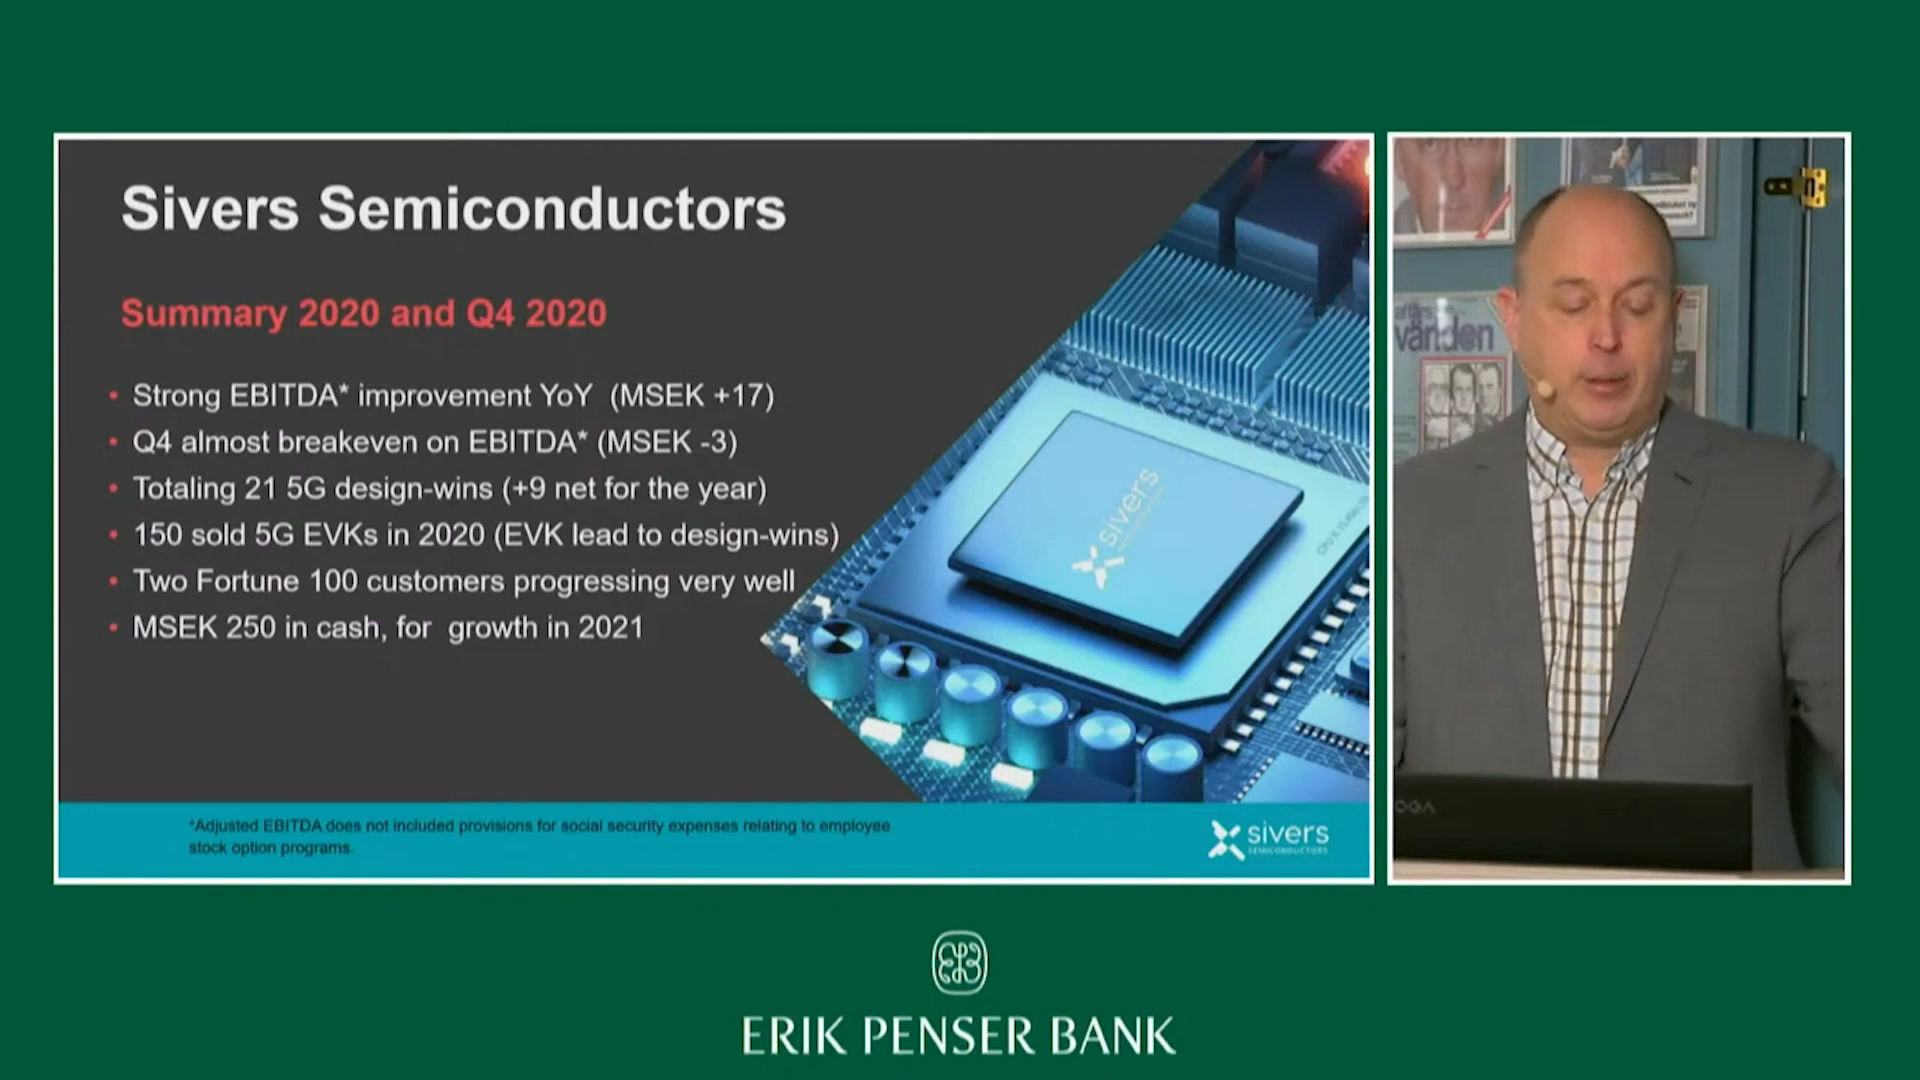 Sivers Semiconductors
Summary 2020 and Q4 2020
• Strong EBITDA* improvement YoY (MSEK +17)
• Q4 almost breakeven on EBITDA* (MSEK -3)
• Totaling 21 5G design-wins (+9 net for the year)
• 150 sold 5G EVKs in 2020 (EVK lead to design-wins)
• Two Fortune 100 customers progressing very well
• MSEK 250 in cash, for growth in 2021
sivers
*Adjusted EBITDA does not included provisions for social security expenses relating to employee
stock option programs.
sivers
SEMICONDUCTORS
affärs
världen
OGA
ERIK PENSER BANK